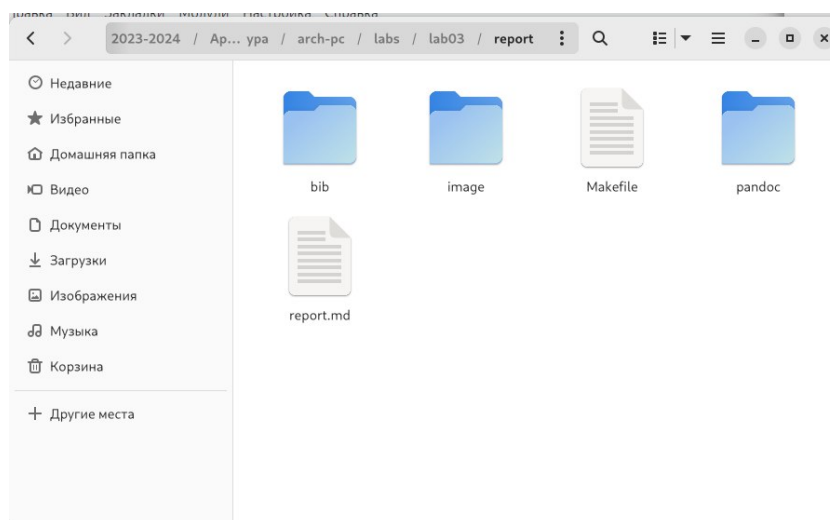 2023-2024 / Ар... ура / arch-pc / labs / lab03 / report
Недавние
Избранные
Домашняя папка
Видео
Документы
Загрузки
Изображения
Музыка
Корзина
Другие места
bib
image
Makefile
pandoc
report.md